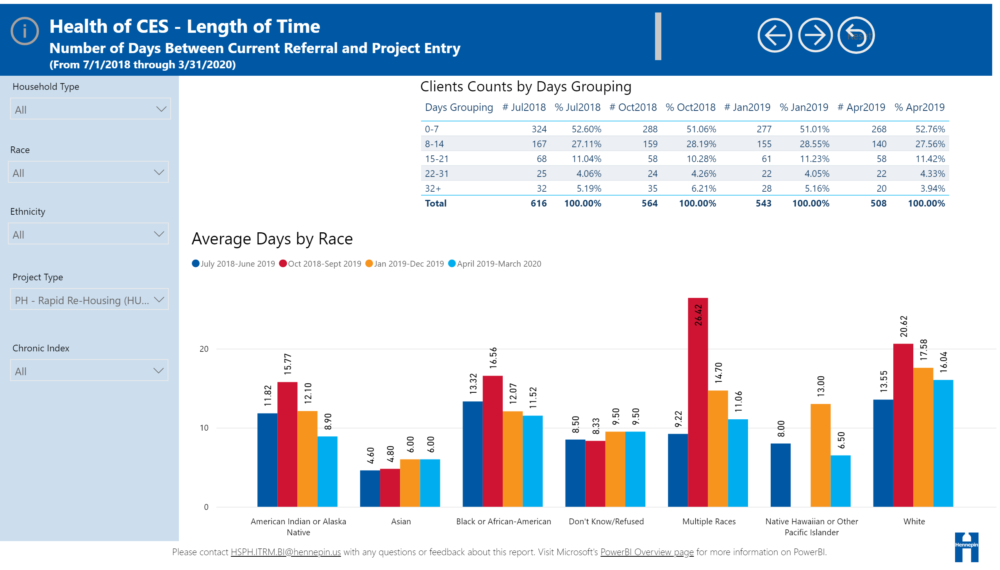 Health of CES - Length of Time
Number of Days Between Current Referral and Project Entry
(From 7/1/2018 through 3/31/2020)
Reset
Household Type
All
Race
All
Ethnicity
All
Project Type
PH - Rapid Re-Housing (HU...
Chronic Index
All
Clients Counts by Days Grouping
Days Grouping # Jul2018 % Jul2018 # Oct2018 % Oct2018 # Jan2019 % Jan2019 # Apr2019 % Apr2019
0-7 324 52.60% 288 51.06% 277 51.01% 268 52.76%
8-14 167 27.11% 159 28.19% 155 28.55% 140 27.56%
15-21 68 11.04% 58 10.28% 61 11.23% 58 11.42%
22-31 25 4.06% 24 4.26% 22 4.05% 22 4.33%
32+ 32 5.19% 35 6.21% 28 5.16% 20 3.94%
Total 616 100.00% 564 100.00% 543 100.00% 508 100.00%
Average Days by Race
July 2018-June 2019 Oct 2018-Sept 2019 Jan 2019-Dec 2019 April 2019-March 2020
20
10
0
11.82 15.77 12.10 8.90
4.60 4.80 6.00 6.00
13.32 16.56 12.07 11.52
8.50 8.33 9.50 9.50
9.22 26.42 14.70 11.06
8.00 13.00 6.50
13.55 20.62 17.58 16.04
American Indian or Alaska
Native
Asian
Black or African-American
Don't Know/Refused
Multiple Races
Native Hawaiian or Other
Pacific Islander
White
Please contact HSPH.ITRM.BI@hennepin.us with any questions or feedback about this report. Visit Microsoft's PowerBI Overview page for more information on PowerBI.
Hennepin